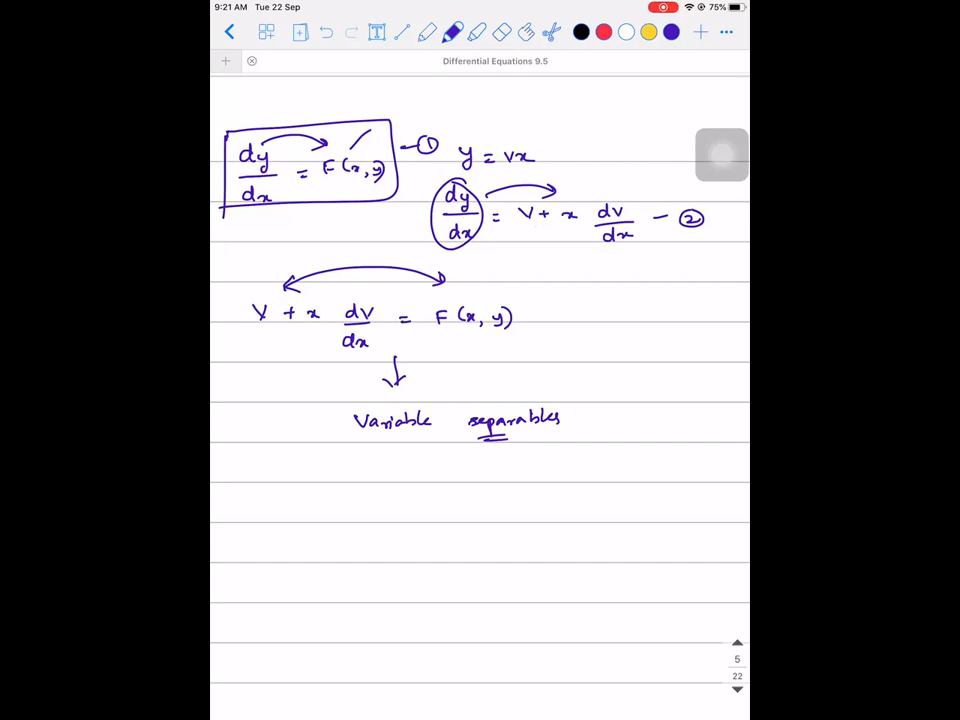 9:21 AM Tue 22 Sep 75%
Differential Equations 9.5
dy/dx = F(x, y) - ①
y = vx
dy/dx = v + x dv/dx - ②
v + x dv/dx = F(x, y)
Variable separables
5
22